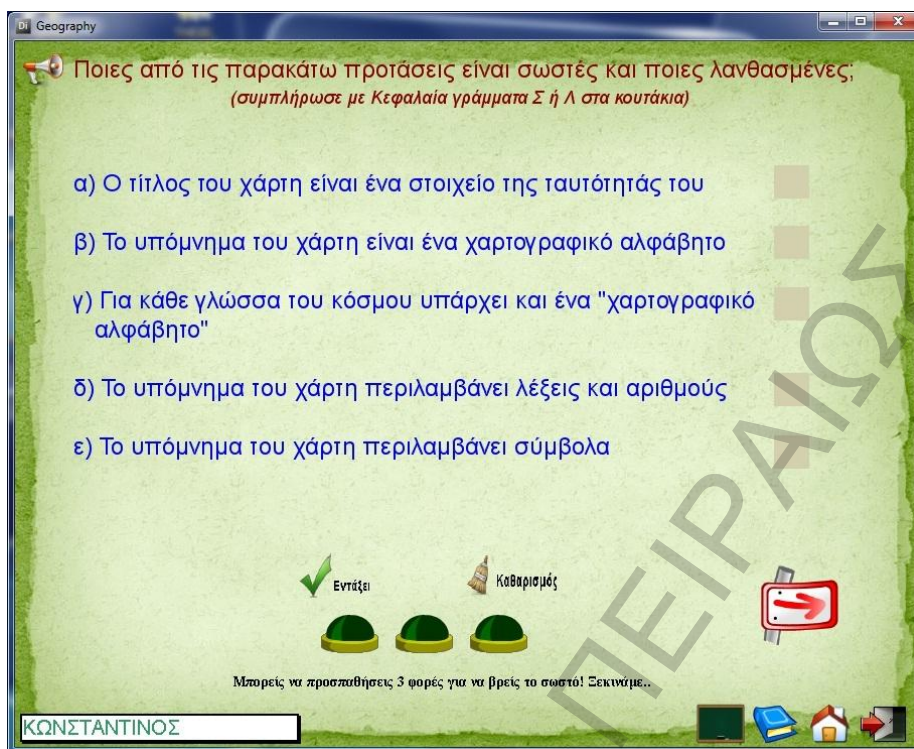 Di Geography
Ποιες από τις παρακάτω προτάσεις είναι σωστές και ποιες λανθασμένες;
(συμπλήρωσε με Κεφαλαία γράμματα Σ ή Λ στα κουτάκια)
α) Ο τίτλος του χάρτη είναι ένα στοιχείο της ταυτότητάς του
β) Το υπόμνημα του χάρτη είναι ένα χαρτογραφικό αλφάβητο
γ) Για κάθε γλώσσα του κόσμου υπάρχει και ένα "χαρτογραφικό
αλφάβητο"
δ) Το υπόμνημα του χάρτη περιλαμβάνει λέξεις και αριθμούς
ε) Το υπόμνημα του χάρτη περιλαμβάνει σύμβολα
Εντάξει
Καθαρισμός
Μπορείς να προσπαθήσεις 3 φορές για να βρείς το σωστό! Ξεκινάμε..
ΚΩΝΣΤΑΝΤΙΝΟΣ
ΠΕΙΡΑΙΩΣ